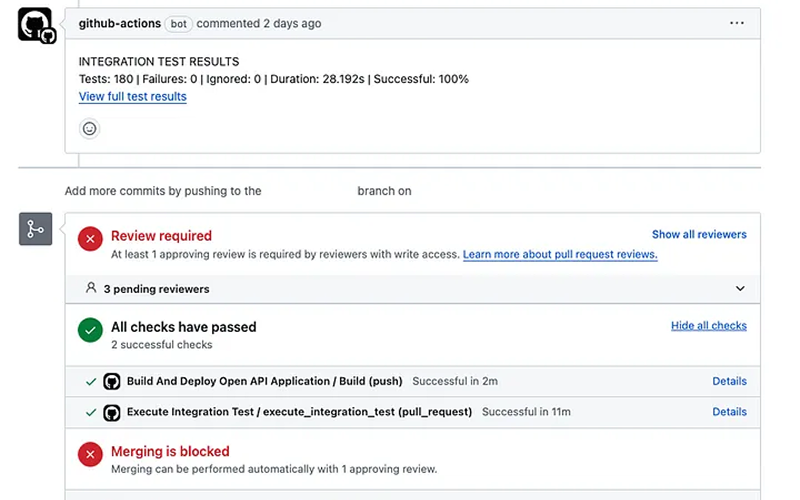 github-actions bot commented 2 days ago
INTEGRATION TEST RESULTS
Tests: 180 | Failures: 0 | Ignored: 0 | Duration: 28.192s | Successful: 100%
View full test results
Add more commits by pushing to the branch on
Review required
Show all reviewers
At least 1 approving review is required by reviewers with write access. Learn more about pull request reviews.
3 pending reviewers
All checks have passed
Hide all checks
2 successful checks
Build And Deploy Open API Application / Build (push) Successful in 2m Details
Execute Integration Test / execute_integration_test (pull_request) Successful in 11m Details
Merging is blocked
Merging can be performed automatically with 1 approving review.